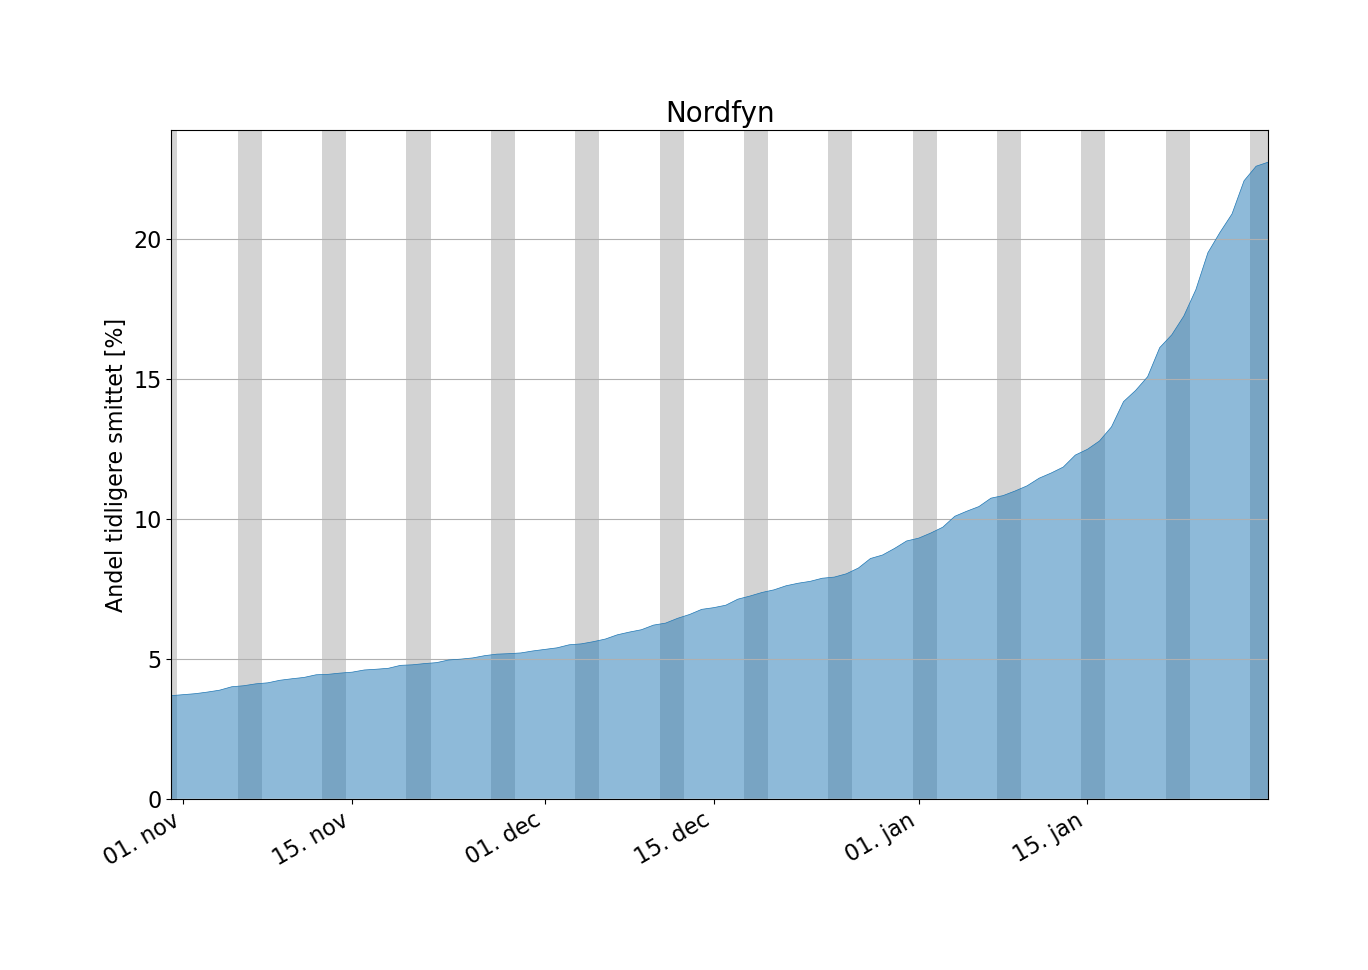 Nordfyn
Andel tidligere smittet [%]
20
15
10
5
0
01. nov
15. nov
01. dec
15. dec
01. jan
15. jan